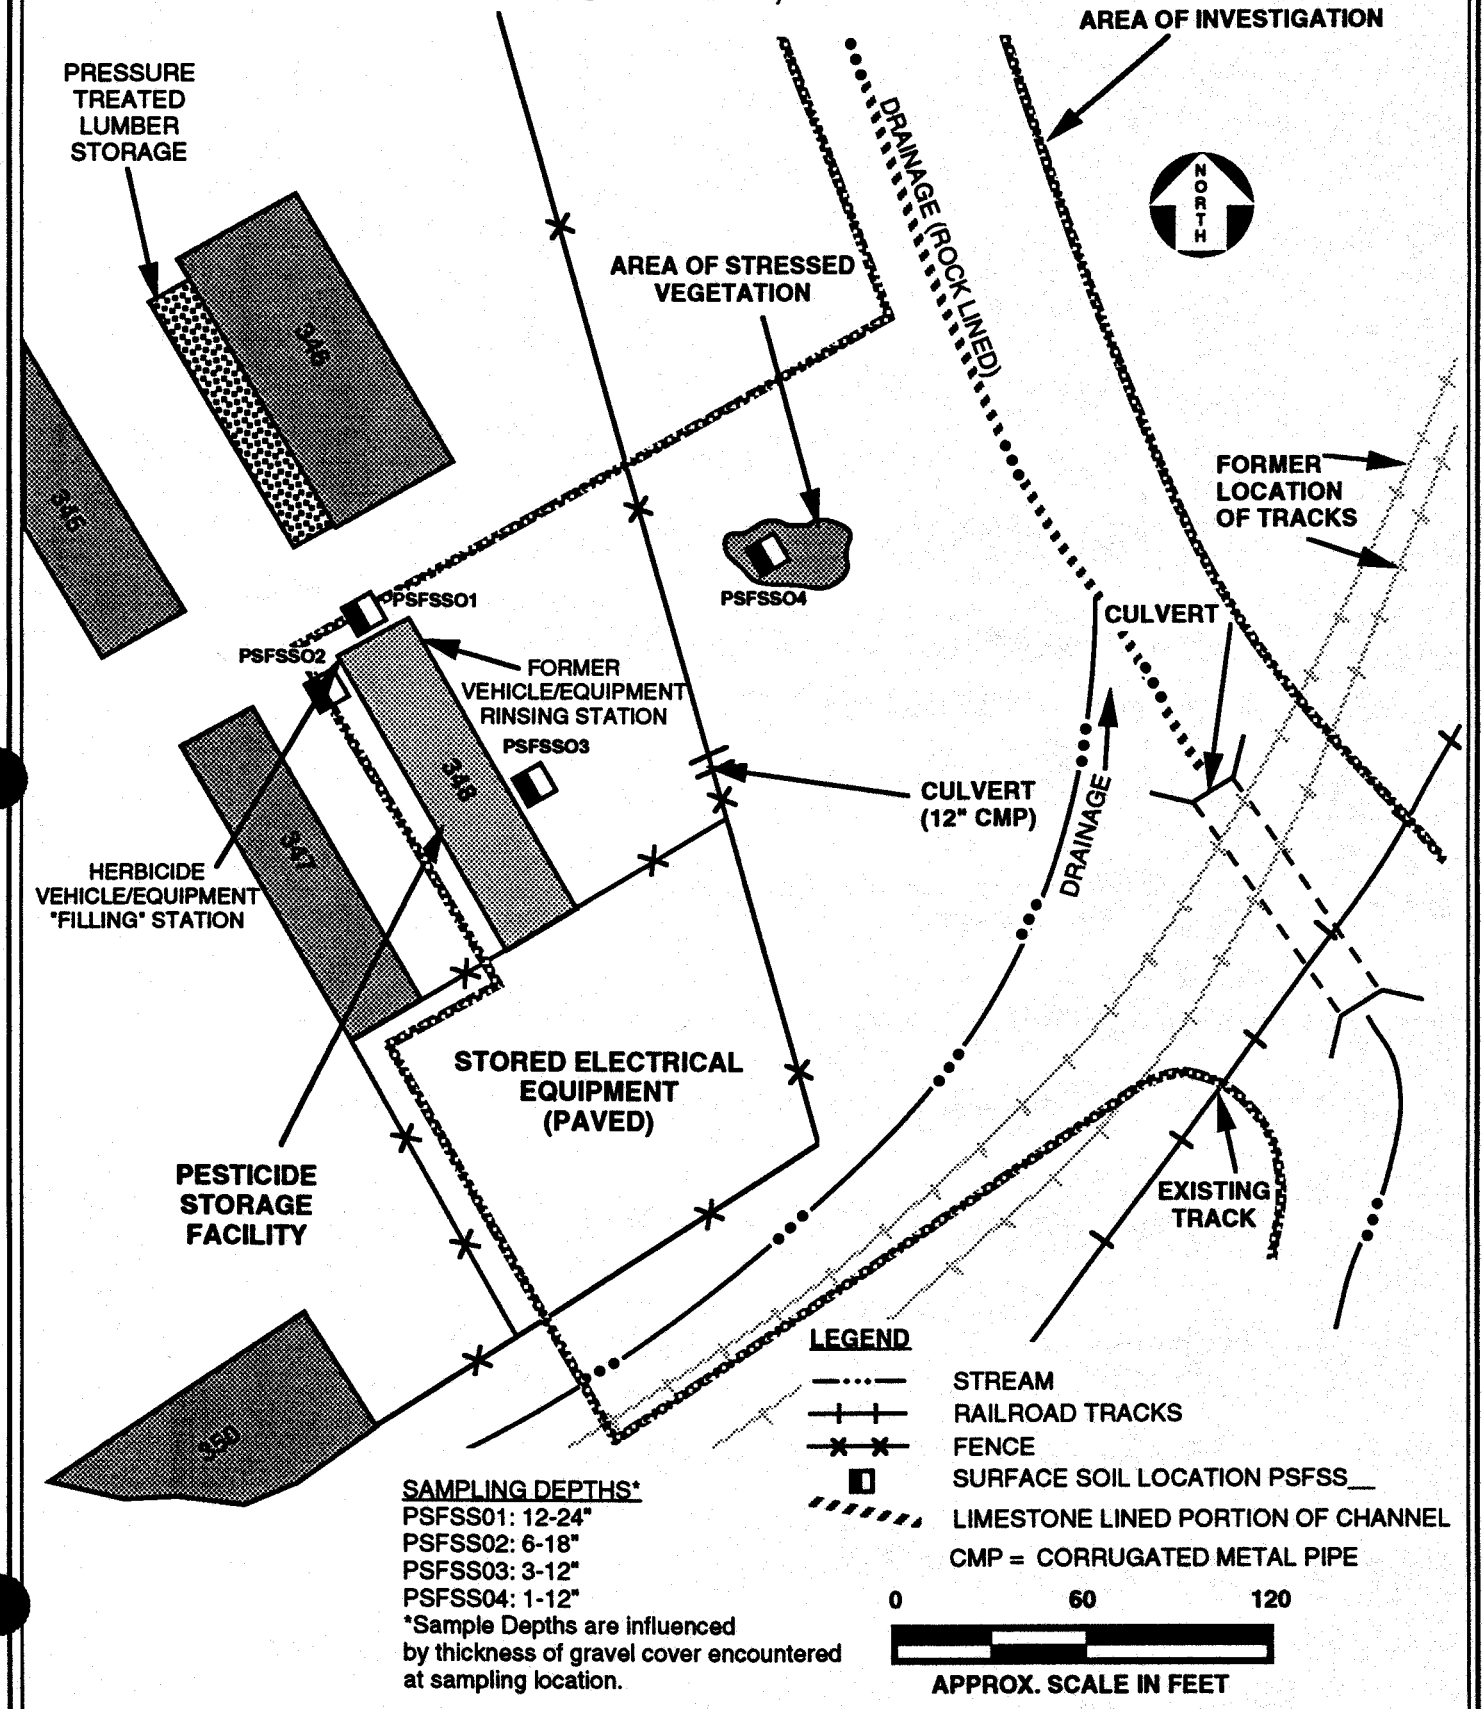 AREA OF INVESTIGATION
PRESSURE
TREATED
LUMBER
STORAGE
NORTH
DRAINAGE (ROCK LINED)
AREA OF STRESSED
VEGETATION
346
345
FORMER
LOCATION
OF TRACKS
PSFSSO1
PSFSSO4
CULVERT
PSFSSO2
FORMER
VEHICLE/EQUIPMENT
RINSING STATION
PSFSSO3
348
347
CULVERT
(12" CMP)
DRAINAGE
HERBICIDE
VEHICLE/EQUIPMENT
"FILLING" STATION
STORED ELECTRICAL
EQUIPMENT
(PAVED)
PESTICIDE
STORAGE
FACILITY
EXISTING
TRACK
350
LEGEND
STREAM
RAILROAD TRACKS
FENCE
SURFACE SOIL LOCATION PSFSS__
LIMESTONE LINED PORTION OF CHANNEL
CMP = CORRUGATED METAL PIPE
SAMPLING DEPTHS*
PSFSS01: 12-24"
PSFSS02: 6-18"
PSFSS03: 3-12"
PSFSS04: 1-12"
*Sample Depths are influenced
by thickness of gravel cover encountered
at sampling location.
0 60 120
APPROX. SCALE IN FEET